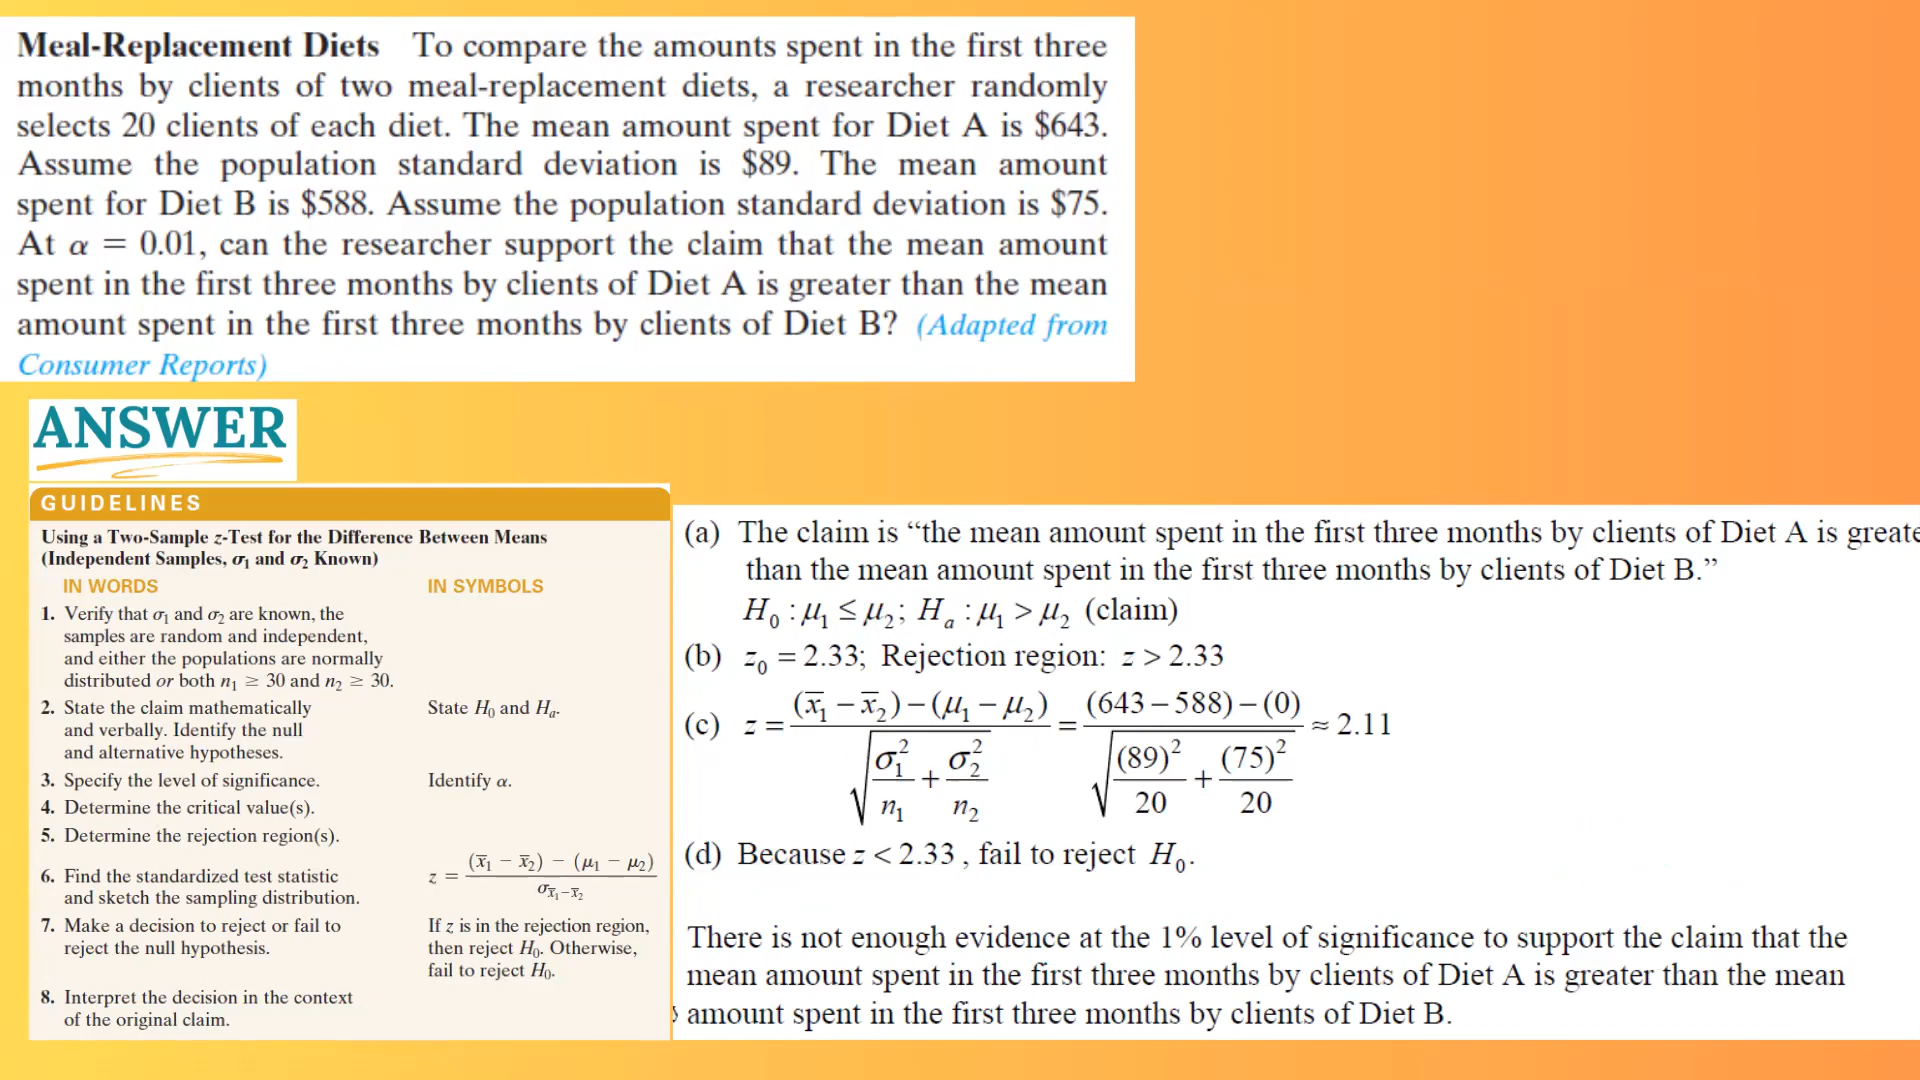 Meal-Replacement Diets To compare the amounts spent in the first three
months by clients of two meal-replacement diets, a researcher randomly
selects 20 clients of each diet. The mean amount spent for Diet A is $643.
Assume the population standard deviation is $89. The mean amount
spent for Diet B is $588. Assume the population standard deviation is $75.
At α = 0.01, can the researcher support the claim that the mean amount
spent in the first three months by clients of Diet A is greater than the mean
amount spent in the first three months by clients of Diet B? (Adapted from
Consumer Reports)
ANSWER
GUIDELINES
Using a Two-Sample z-Test for the Difference Between Means
(Independent Samples, σ₁ and σ₂ Known)
IN WORDS IN SYMBOLS
1. Verify that σ₁ and σ₂ are known, the
samples are random and independent,
and either the populations are normally
distributed or both n₁ ≥ 30 and n₂ ≥ 30.
2. State the claim mathematically State H₀ and Hₐ.
and verbally. Identify the null
and alternative hypotheses.
3. Specify the level of significance. Identify α.
4. Determine the critical value(s).
5. Determine the rejection region(s).
6. Find the standardized test statistic z = (x̄₁ − x̄₂) − (μ₁ − μ₂) / σx̄₁−x̄₂
and sketch the sampling distribution.
7. Make a decision to reject or fail to If z is in the rejection region,
reject the null hypothesis. then reject H₀. Otherwise,
fail to reject H₀.
8. Interpret the decision in the context
of the original claim.
(a) The claim is “the mean amount spent in the first three months by clients of Diet A is greate
than the mean amount spent in the first three months by clients of Diet B.”
H₀ : μ₁ ≤ μ₂; Hₐ : μ₁ > μ₂ (claim)
(b) z₀ = 2.33; Rejection region: z > 2.33
(c) z = (x̄₁ − x̄₂) − (μ₁ − μ₂) / √(σ₁²/n₁ + σ₂²/n₂) = (643 − 588) − (0) / √((89)²/20 + (75)²/20) ≈ 2.11
(d) Because z < 2.33 , fail to reject H₀.
There is not enough evidence at the 1% level of significance to support the claim that the
mean amount spent in the first three months by clients of Diet A is greater than the mean
amount spent in the first three months by clients of Diet B.